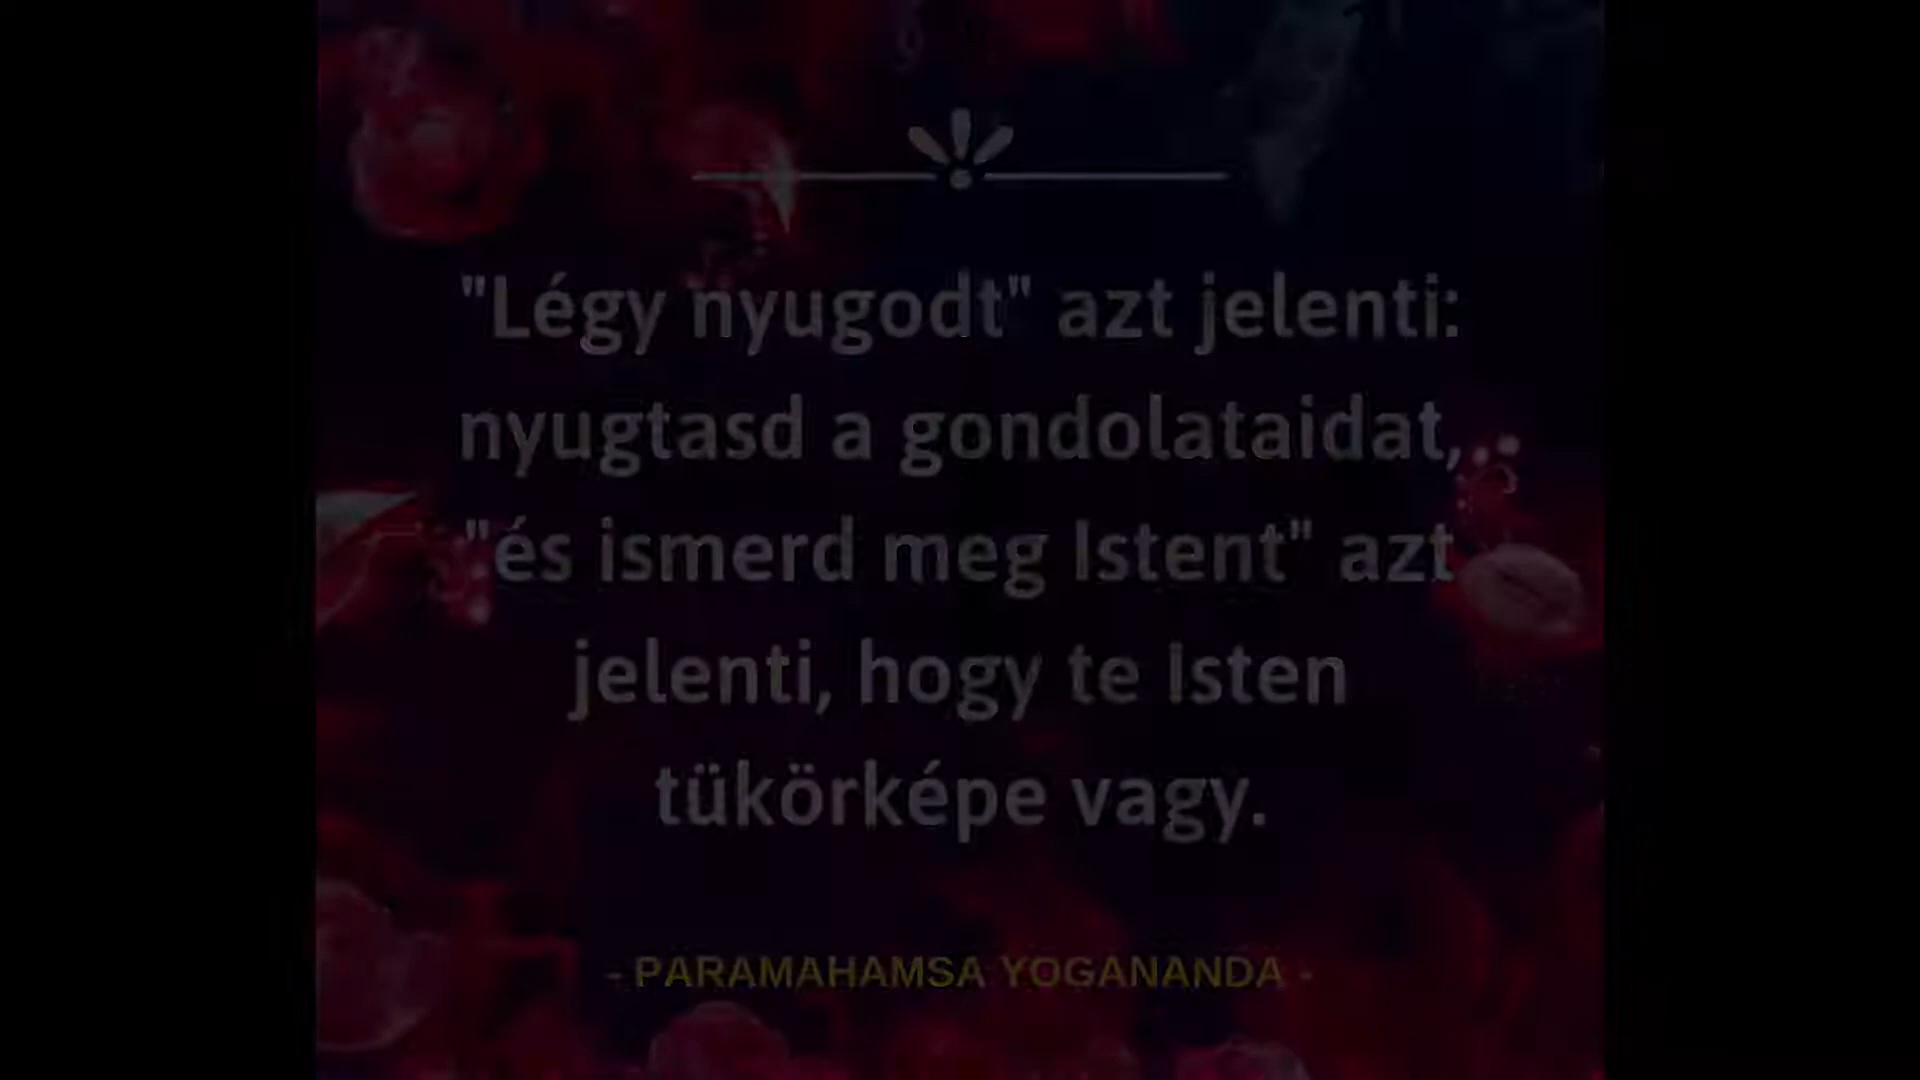 "Légy nyugodt" azt jelenti:
nyugtasd a gondolataidat,
"és ismerd meg Istent" azt
jelenti, hogy te Isten
tükörképe vagy.
- PARAMAHAMSA YOGANANDA -